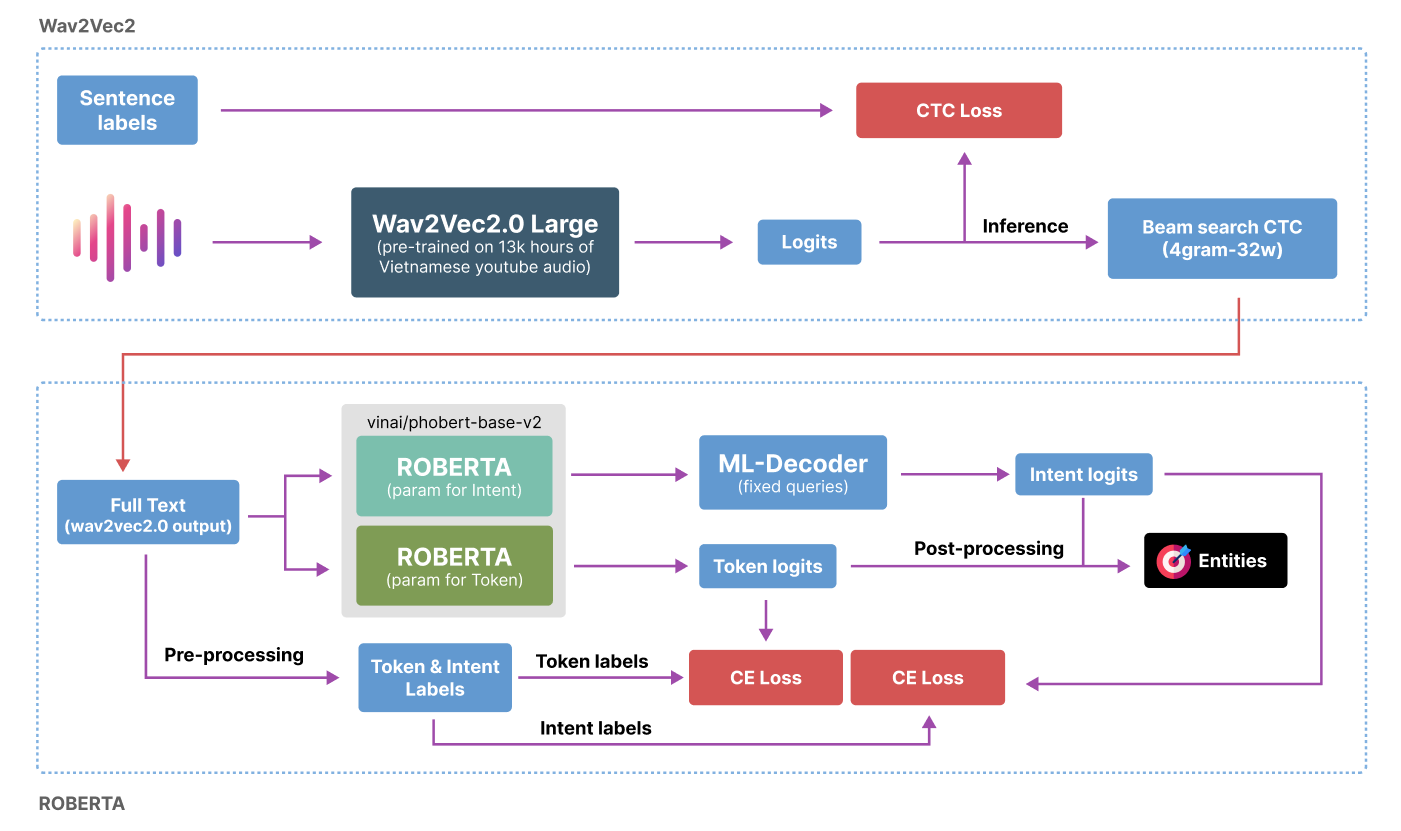 Wav2Vec2
Sentence
labels
CTC Loss
Wav2Vec2.0 Large
(pre-trained on 13k hours of
Vietnamese youtube audio)
Logits
Inference
Beam search CTC
(4gram-32w)
vinai/phobert-base-v2
ROBERTA
(param for Intent)
ML-Decoder
(fixed queries)
Intent logits
Full Text
(wav2vec2.0 output)
ROBERTA
(param for Token)
Token logits
Post-processing
Entities
Pre-processing
Token & Intent
Labels
Token labels
CE Loss
CE Loss
Intent labels
ROBERTA